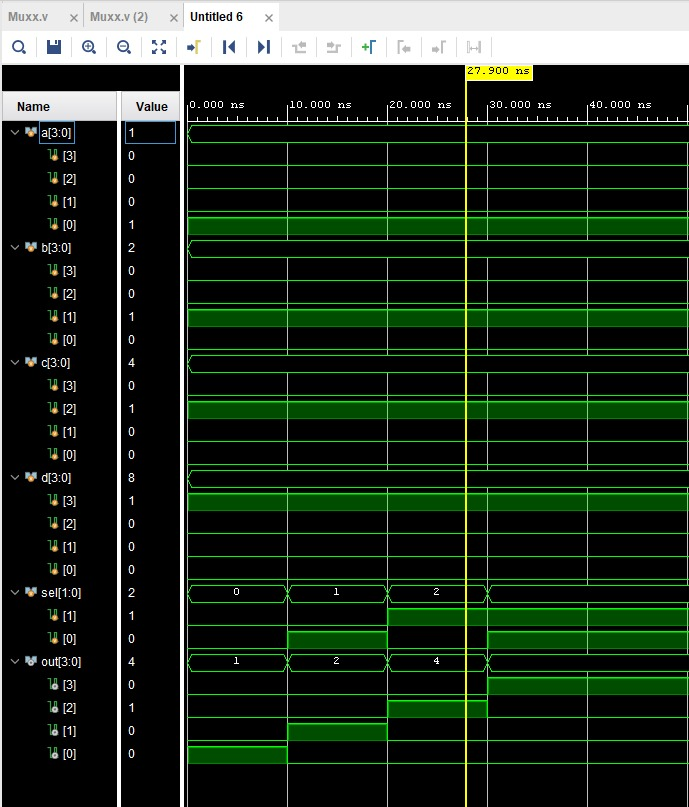 Muxx.v Muxx.v (2) Untitled 6
27.900 ns
Name Value 0.000 ns 10.000 ns 20.000 ns 30.000 ns 40.000 ns
a[3:0] 1
[3] 0
[2] 0
[1] 0
[0] 1
b[3:0] 2
[3] 0
[2] 0
[1] 1
[0] 0
c[3:0] 4
[3] 0
[2] 1
[1] 0
[0] 0
d[3:0] 8
[3] 1
[2] 0
[1] 0
[0] 0
sel[1:0] 2 0 1 2
[1] 1
[0] 0
out[3:0] 4 1 2 4
[3] 0
[2] 1
[1] 0
[0] 0